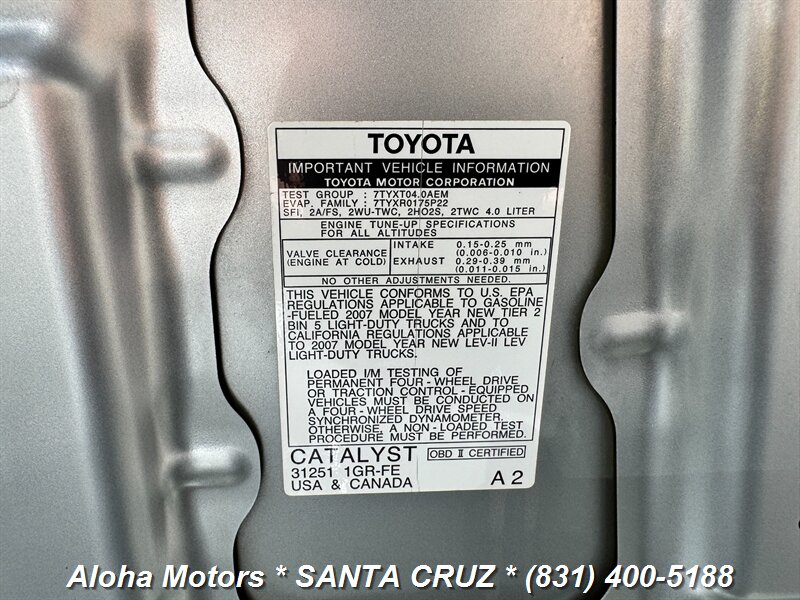 TOYOTA
IMPORTANT VEHICLE INFORMATION
TOYOTA MOTOR CORPORATION
TEST GROUP : 7TYXT04.0AEM
EVAP. FAMILY : 7TYXR0175P22
SFI, 2A/FS, 2WU-TWC, 2HO2S, 2TWC 4.0 LITER
ENGINE TUNE-UP SPECIFICATIONS
FOR ALL ALTITUDES
VALVE CLEARANCE
(ENGINE AT COLD)
INTAKE 0.15-0.25 mm
(0.006-0.010 in.)
EXHAUST 0.29-0.39 mm
(0.011-0.015 in.)
NO OTHER ADJUSTMENTS NEEDED.
THIS VEHICLE CONFORMS TO U.S. EPA
REGULATIONS APPLICABLE TO GASOLINE
-FUELED 2007 MODEL YEAR NEW TIER 2
BIN 5 LIGHT-DUTY TRUCKS AND TO
CALIFORNIA REGULATIONS APPLICABLE
TO 2007 MODEL YEAR NEW LEV-II LEV
LIGHT-DUTY TRUCKS.
LOADED I/M TESTING OF
PERMANENT FOUR - WHEEL DRIVE
OR TRACTION CONTROL - EQUIPPED
VEHICLES MUST BE CONDUCTED ON
A FOUR - WHEEL DRIVE SPEED
SYNCHRONIZED DYNAMOMETER.
OTHERWISE, A NON - LOADED TEST
PROCEDURE MUST BE PERFORMED.
CATALYST OBD II CERTIFIED
31251 1GR-FE
USA & CANADA A 2
Aloha Motors * SANTA CRUZ * (831) 400-5188